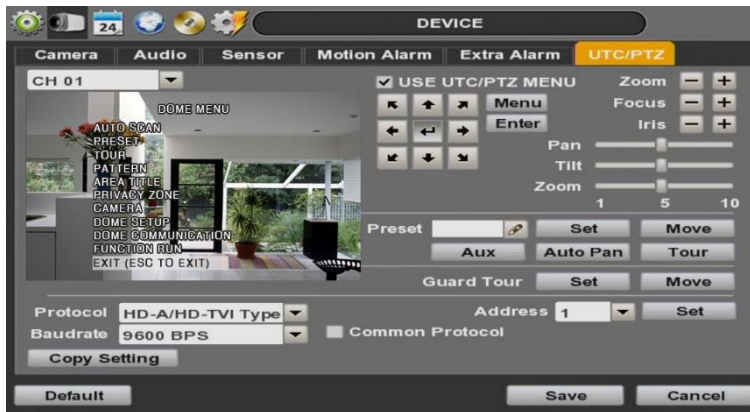 24
DEVICE
Camera Audio Sensor Motion Alarm Extra Alarm UTC/PTZ
CH 01
USE UTC/PTZ MENU
Zoom
Menu
Focus
Enter
Iris
Pan
Tilt
Zoom
1 5 10
DOME MENU
AUTO SCAN
PRESET
TOUR
PATTERN
AREA TITLE
PRIVACY ZONE
CAMERA
DOME SETUP
DOME COMMUNICATION
FUNCTION RUN
EXIT (ESC TO EXIT)
Preset Set Move
Aux Auto Pan Tour
Guard Tour Set Move
Protocol HD-A/HD-TVI Type Address 1 Set
Baudrate 9600 BPS Common Protocol
Copy Setting
Default Save Cancel